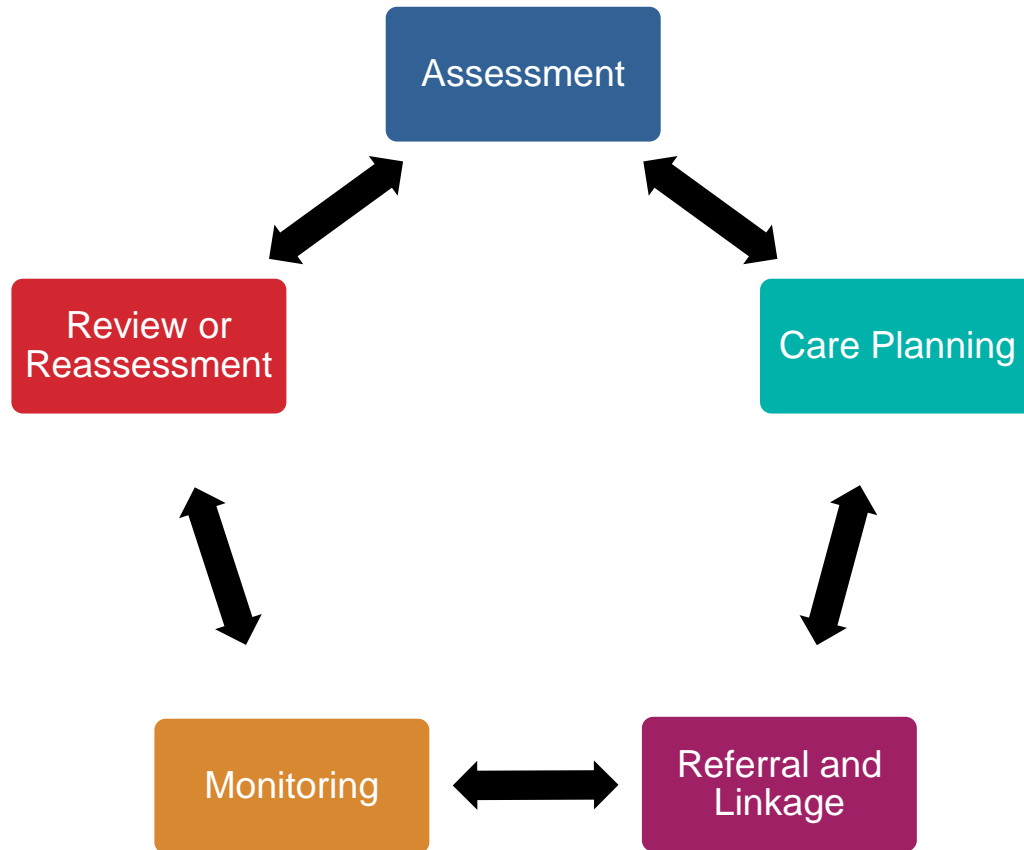 Assessment
Care Planning
Referral and
Linkage
Monitoring
Review or
Reassessment